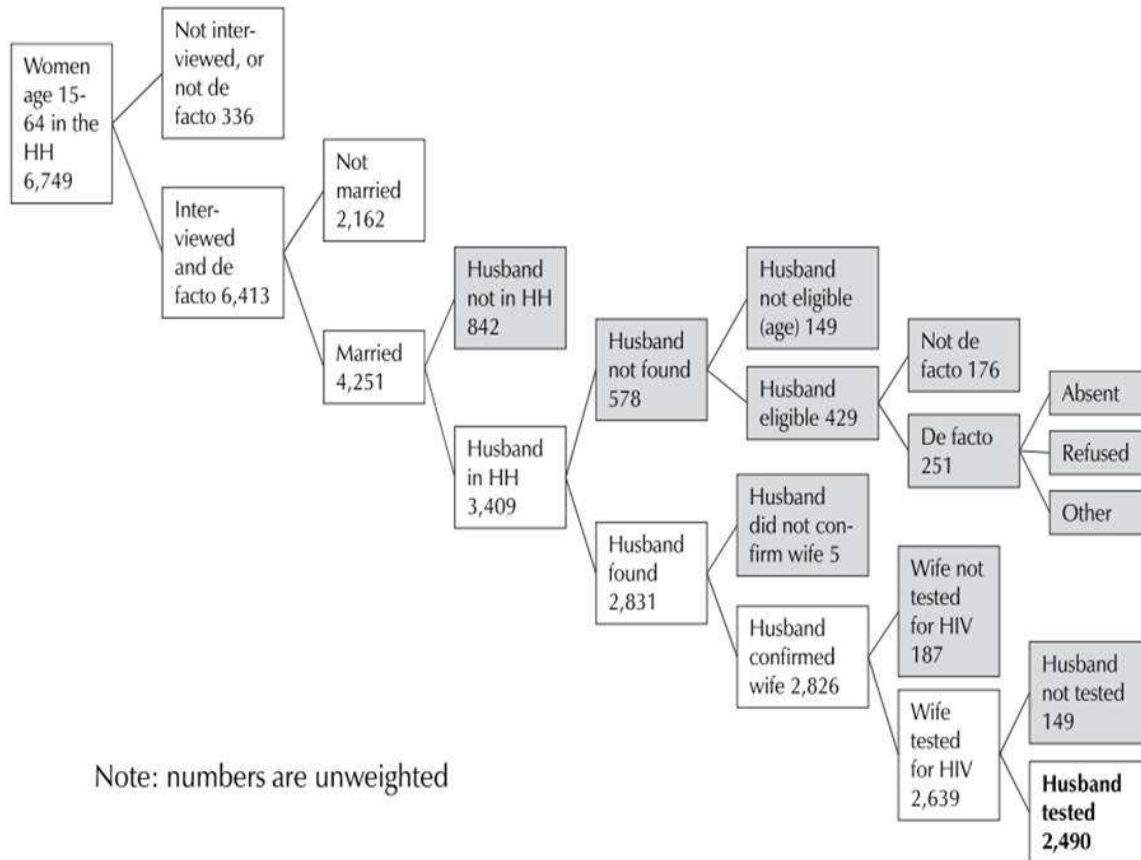 Women
age 15-
64 in the
HH
6,749
Not inter-
viewed, or
not de
facto 336
Inter-
viewed
and de
facto 6,413
Not
married
2,162
Married
4,251
Husband
not in HH
842
Husband
in HH
3,409
Husband
not found
578
Husband
found
2,831
Husband
not eligible
(age) 149
Husband
eligible 429
Husband
did not con-
firm wife 5
Husband
confirmed
wife 2,826
Not de
facto 176
De facto
251
Wife not
tested
for HIV
187
Wife
tested
for HIV
2,639
Absent
Refused
Other
Husband
not tested
149
Husband
tested
2,490
Note: numbers are unweighted